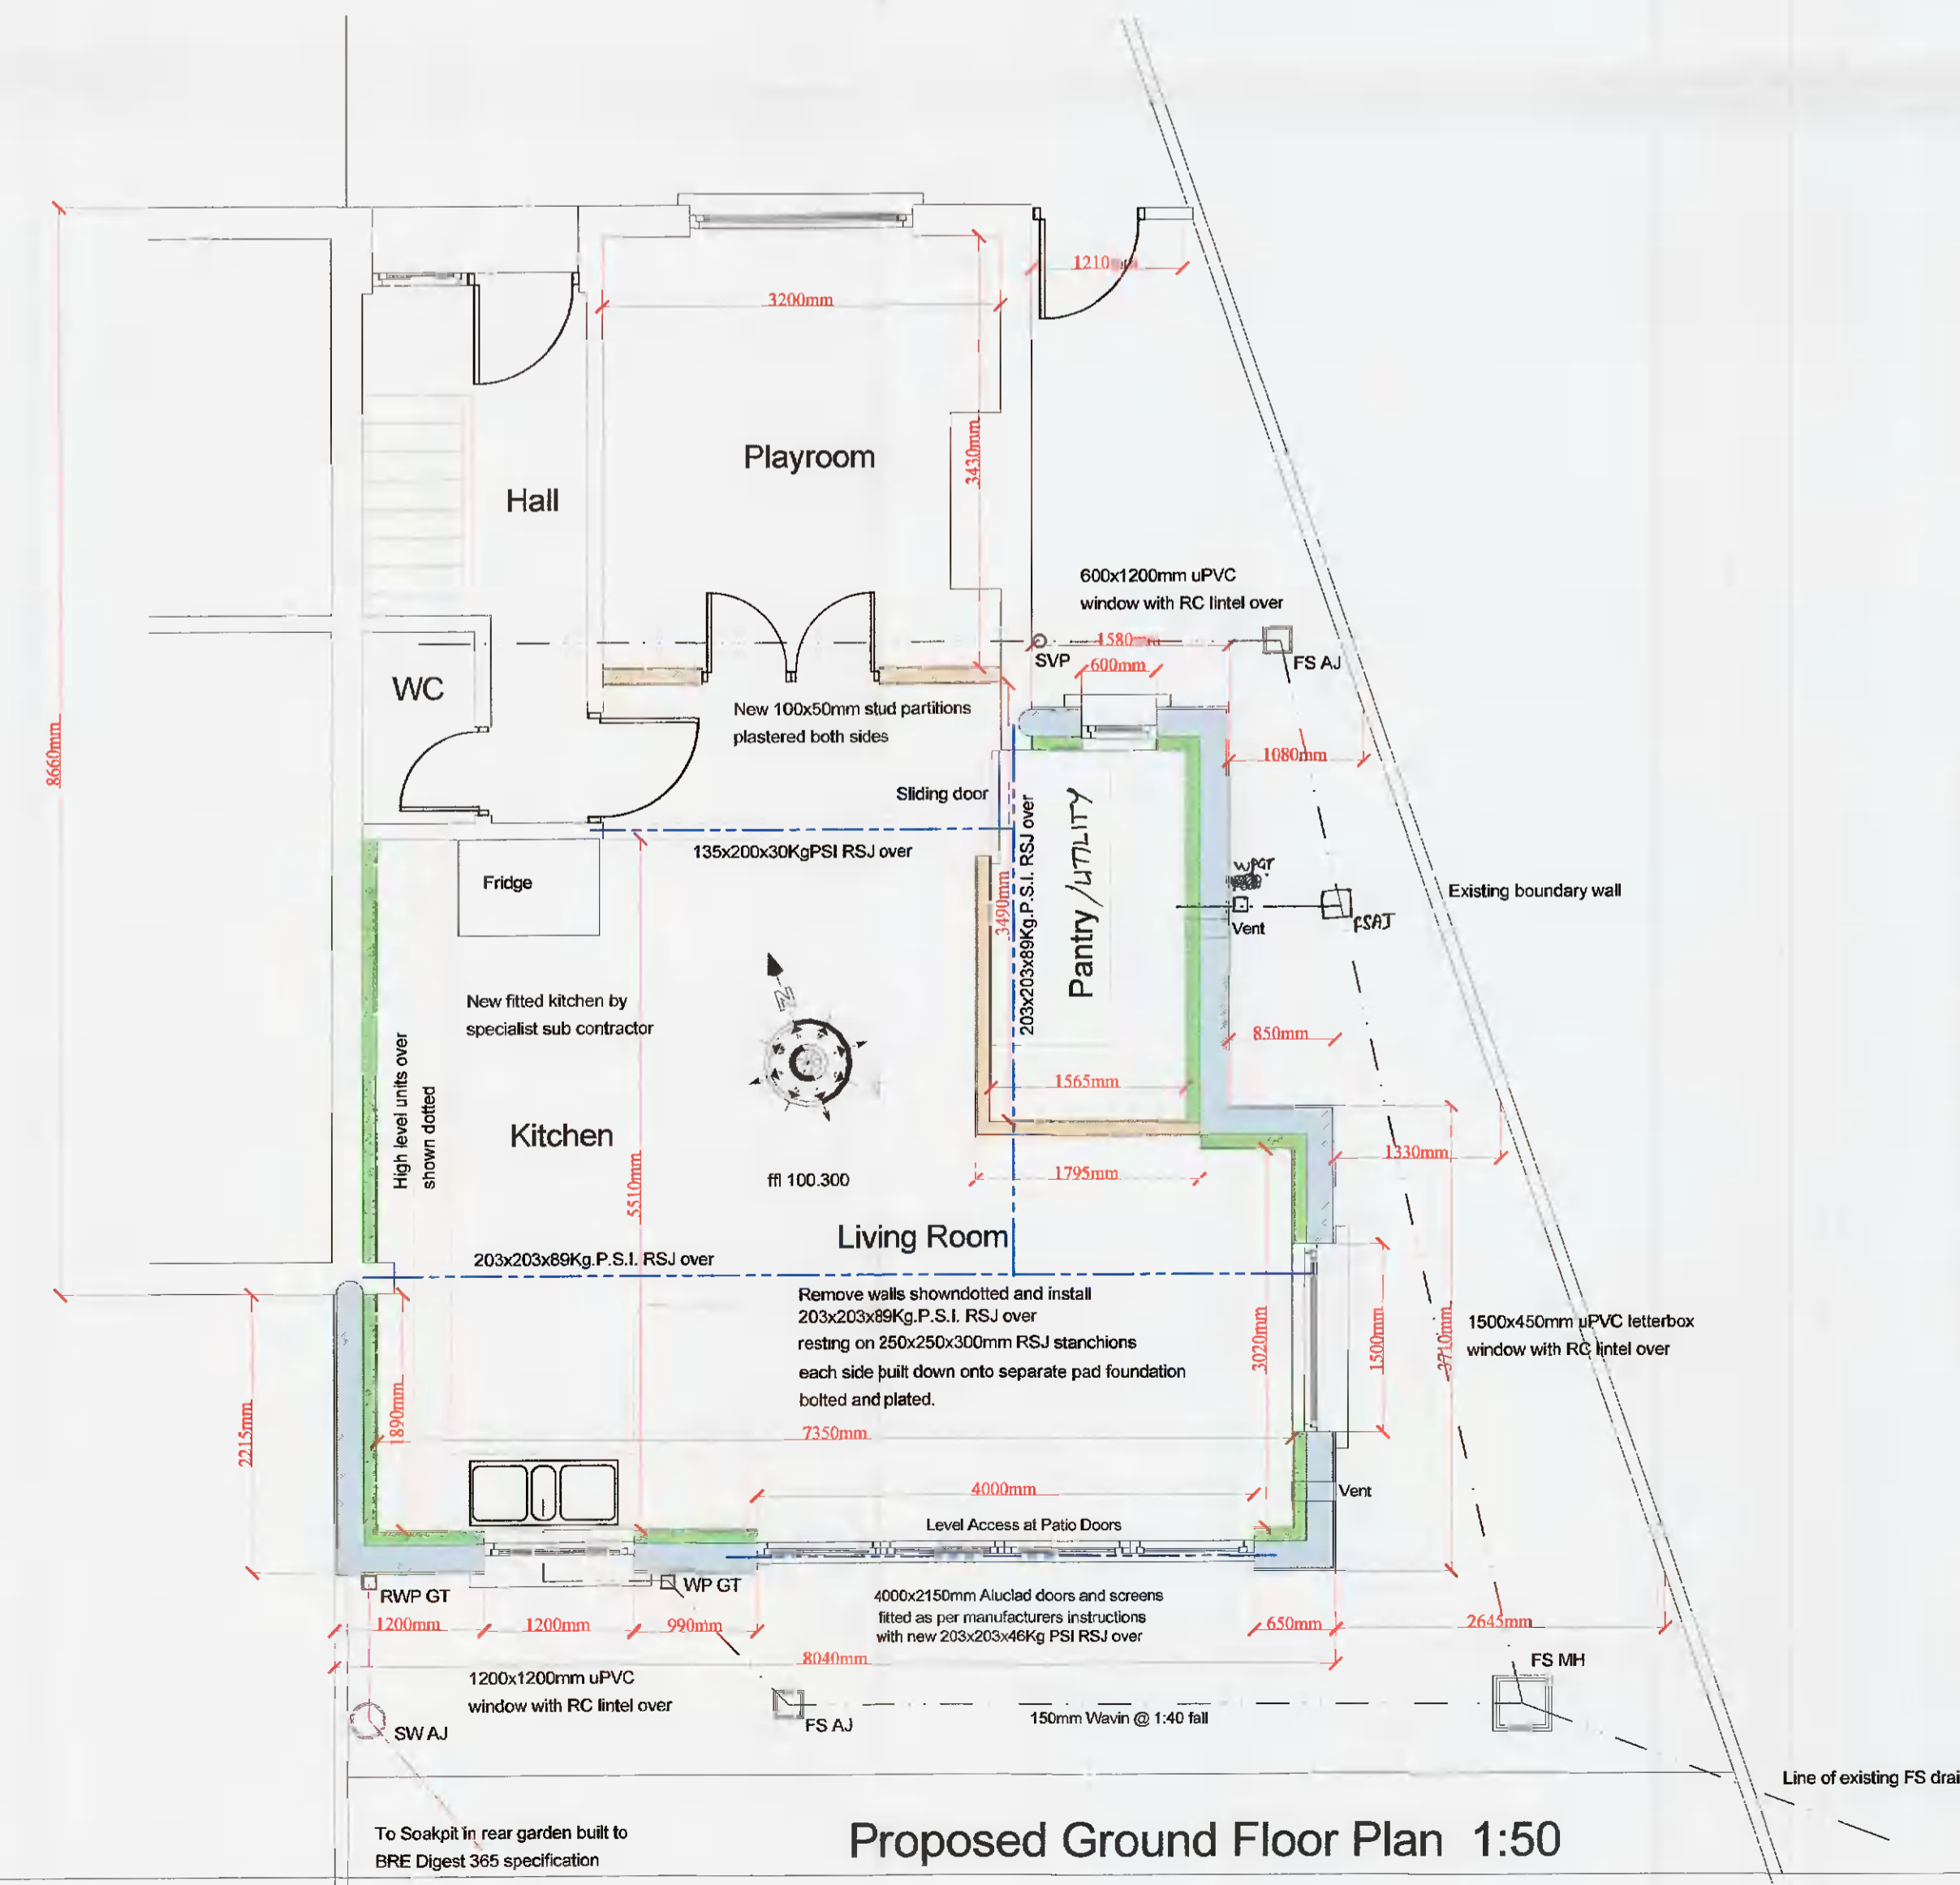 1210mm
3200mm
3430mm
Playroom
Hall
8660mm
600x1200mm uPVC
window with RC lintel over
1580mm
SVP
600mm
FS AJ
WC
New 100x50mm stud partitions
plastered both sides
1080mm
Sliding door
203x203x89Kg.P.S.I. RSJ over
Pantry /UTILITY
135x200x30KgPSI RSJ over
WPGT
Fridge
3490mm
Existing boundary wall
Vent
FSAJ
N
New fitted kitchen by
specialist sub contractor
High level units over
shown dotted
850mm
1565mm
Kitchen
5510mm
1330mm
ffl 100.300
1795mm
Living Room
203x203x89Kg.P.S.I. RSJ over
Remove walls showndotted and install
203x203x89Kg.P.S.I. RSJ over
resting on 250x250x300mm RSJ stanchions
each side built down onto separate pad foundation
bolted and plated.
3020mm
1500mm
3710mm
1500x450mm uPVC letterbox
window with RC lintel over
2215mm
1890mm
7350mm
4000mm
Vent
Level Access at Patio Doors
RWP GT
WP GT
4000x2150mm Aluclad doors and screens
fitted as per manufacturers instructions
with new 203x203x46Kg PSI RSJ over
1200mm
1200mm
990mm
650mm
2645mm
8040mm
1200x1200mm uPVC
window with RC lintel over
FS MH
SW AJ
FS AJ
150mm Wavin @ 1:40 fall
Line of existing FS drai
To Soakpit in rear garden built to
BRE Digest 365 specification
Proposed Ground Floor Plan 1:50